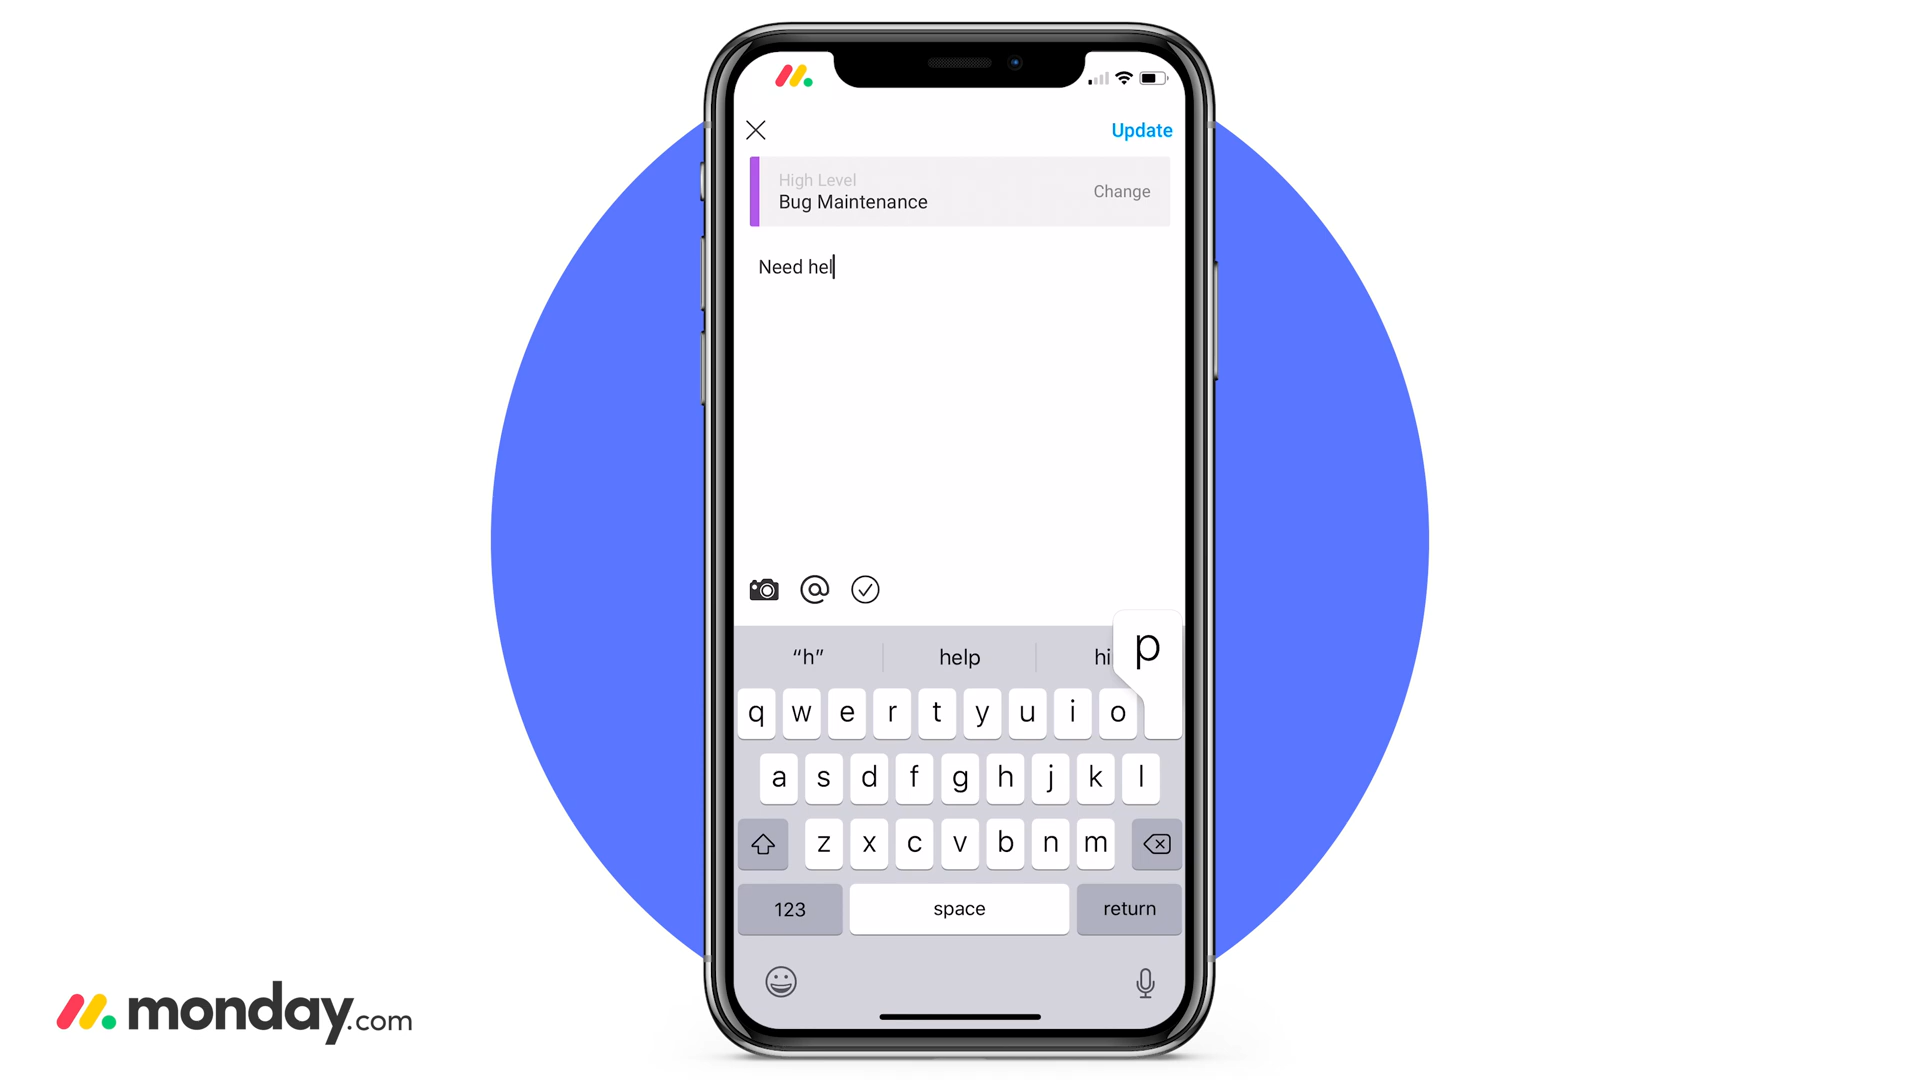 Update
High Level
Bug Maintenance
Change
Need hel
“h” help hi
p
q w e r t y u i o
a s d f g h j k l
z x c v b n m
123 space return
monday.com